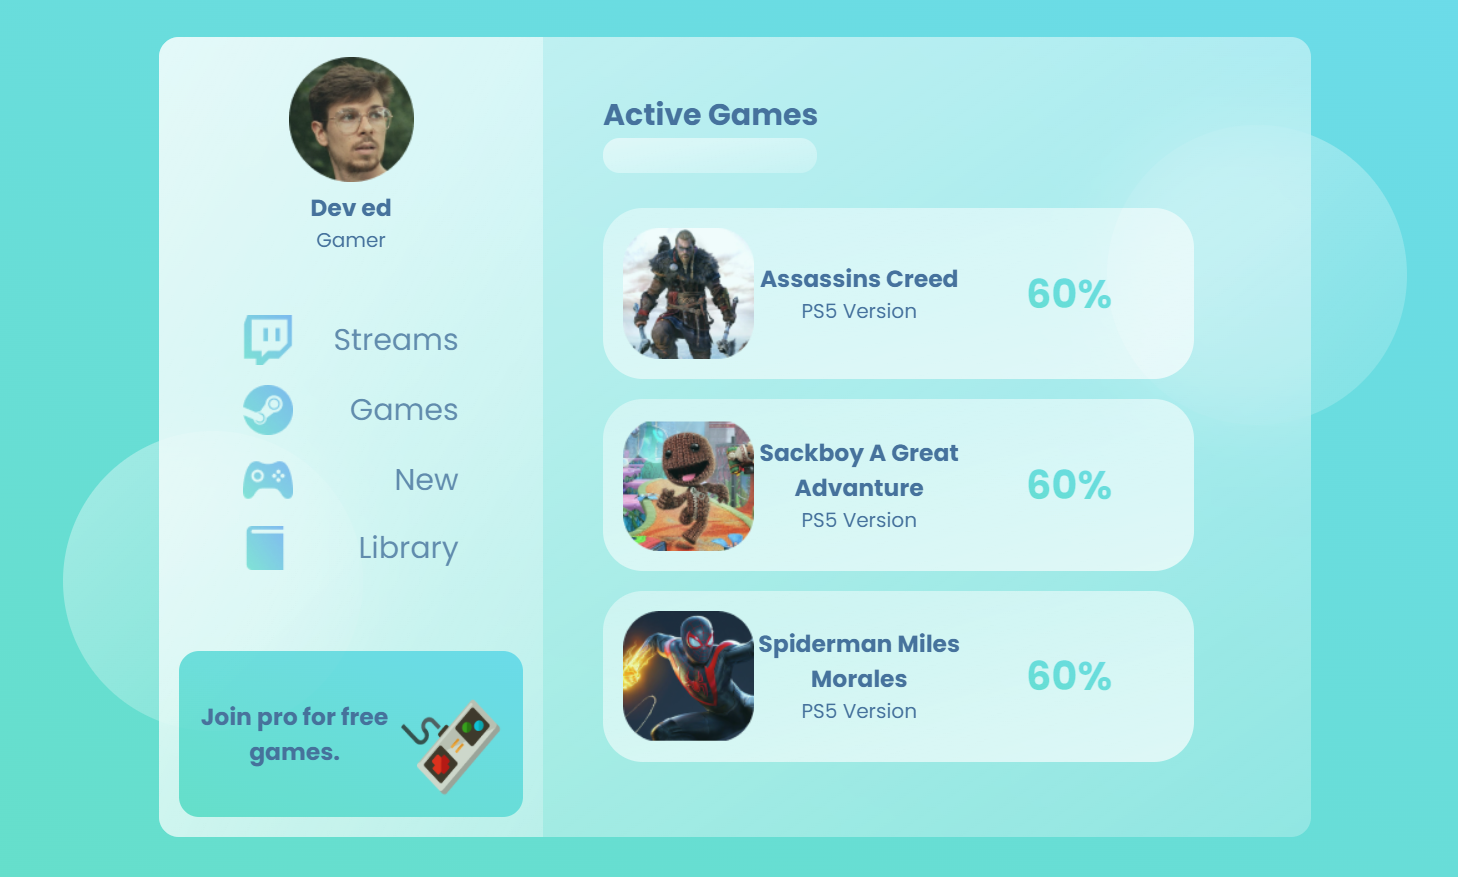 Dev ed
Gamer
Streams
Games
New
Library
Join pro for free
games.
Active Games
Assassins Creed
PS5 Version
60%
Sackboy A Great
Advanture
PS5 Version
60%
Spiderman Miles
Morales
PS5 Version
60%